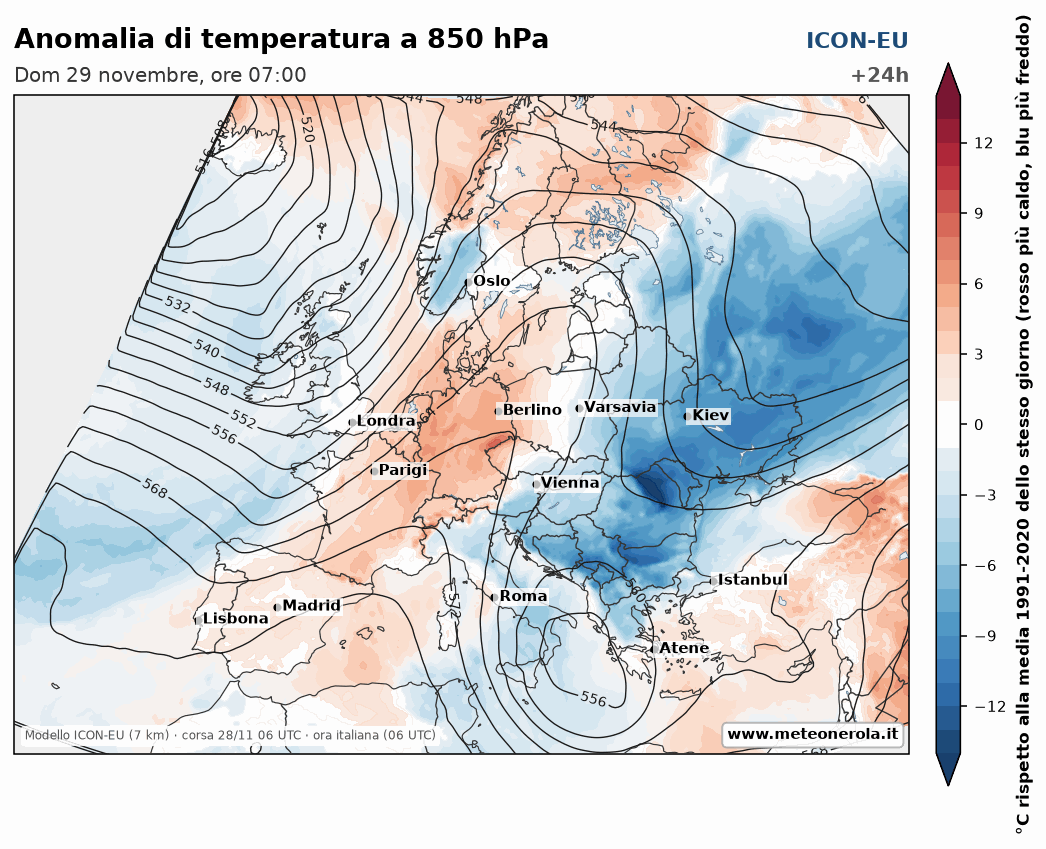 Anomalia di temperatura a 850 hPa
ICON-EU
Dom 29 novembre, ore 07:00
+24h
544
548
544
520
508
516
532
540
548
552
556
568
572
560
556
560
Oslo
Londra
Berlino
Varsavia
Kiev
Parigi
Vienna
Istanbul
Roma
Madrid
Lisbona
Atene
Modello ICON-EU (7 km) · corsa 28/11 06 UTC · ora italiana (06 UTC)
www.meteonerola.it
12
9
6
3
0
−3
−6
−9
−12
°C rispetto alla media 1991-2020 dello stesso giorno (rosso più caldo, blu più freddo)